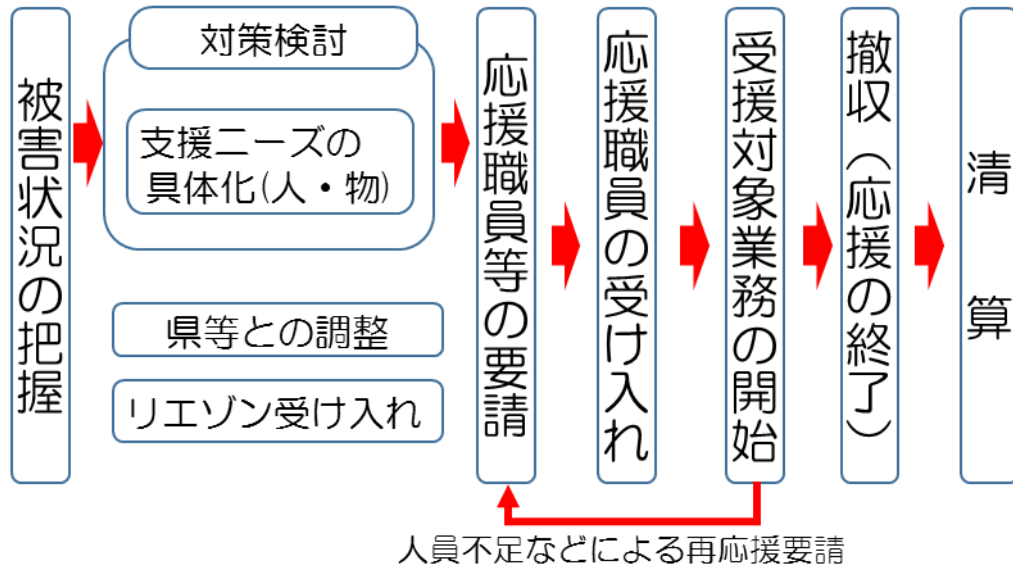 被害状況の把握
対策検討
支援ニーズの
具体化(人・物)
県等との調整
リエゾン受け入れ
応援職員等の要請
応援職員の受け入れ
受援対象業務の開始
撤収（応援の終了）
清算
人員不足などによる再応援要請